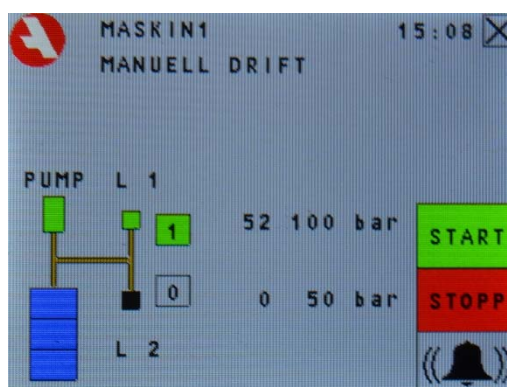 MASKIN1 15:08
MANUELL DRIFT
PUMP L 1
1 52 100 bar START
0 0 50 bar STOPP
L 2